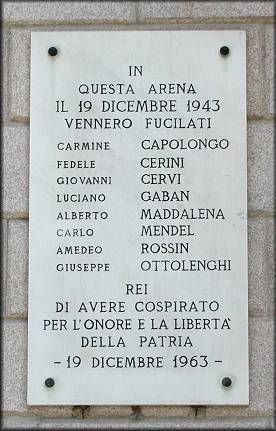 IN
QUESTA ARENA
IL 19 DICEMBRE 1943
VENNERO FUCILATI
CARMINE CAPOLONGO
FEDELE CERINI
GIOVANNI CERVI
LUCIANO GABAN
ALBERTO MADDALENA
CARLO MENDEL
AMEDEO ROSSIN
GIUSEPPE OTTOLENGHI
REI
DI AVERE COSPIRATO
PER L'ONORE E LA LIBERTA'
DELLA PATRIA
- 19 DICEMBRE 1963 -